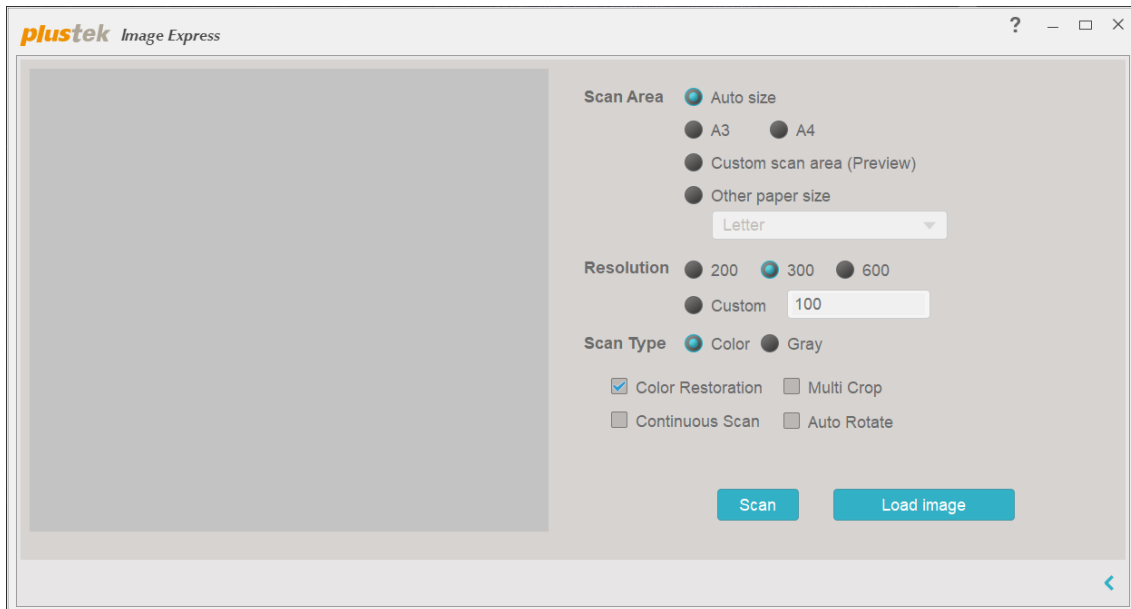 plustek Image Express ?
Scan Area Auto size
A3 A4
Custom scan area (Preview)
Other paper size
Letter
Resolution 200 300 600
Custom 100
Scan Type Color Gray
Color Restoration Multi Crop
Continuous Scan Auto Rotate
Scan Load image